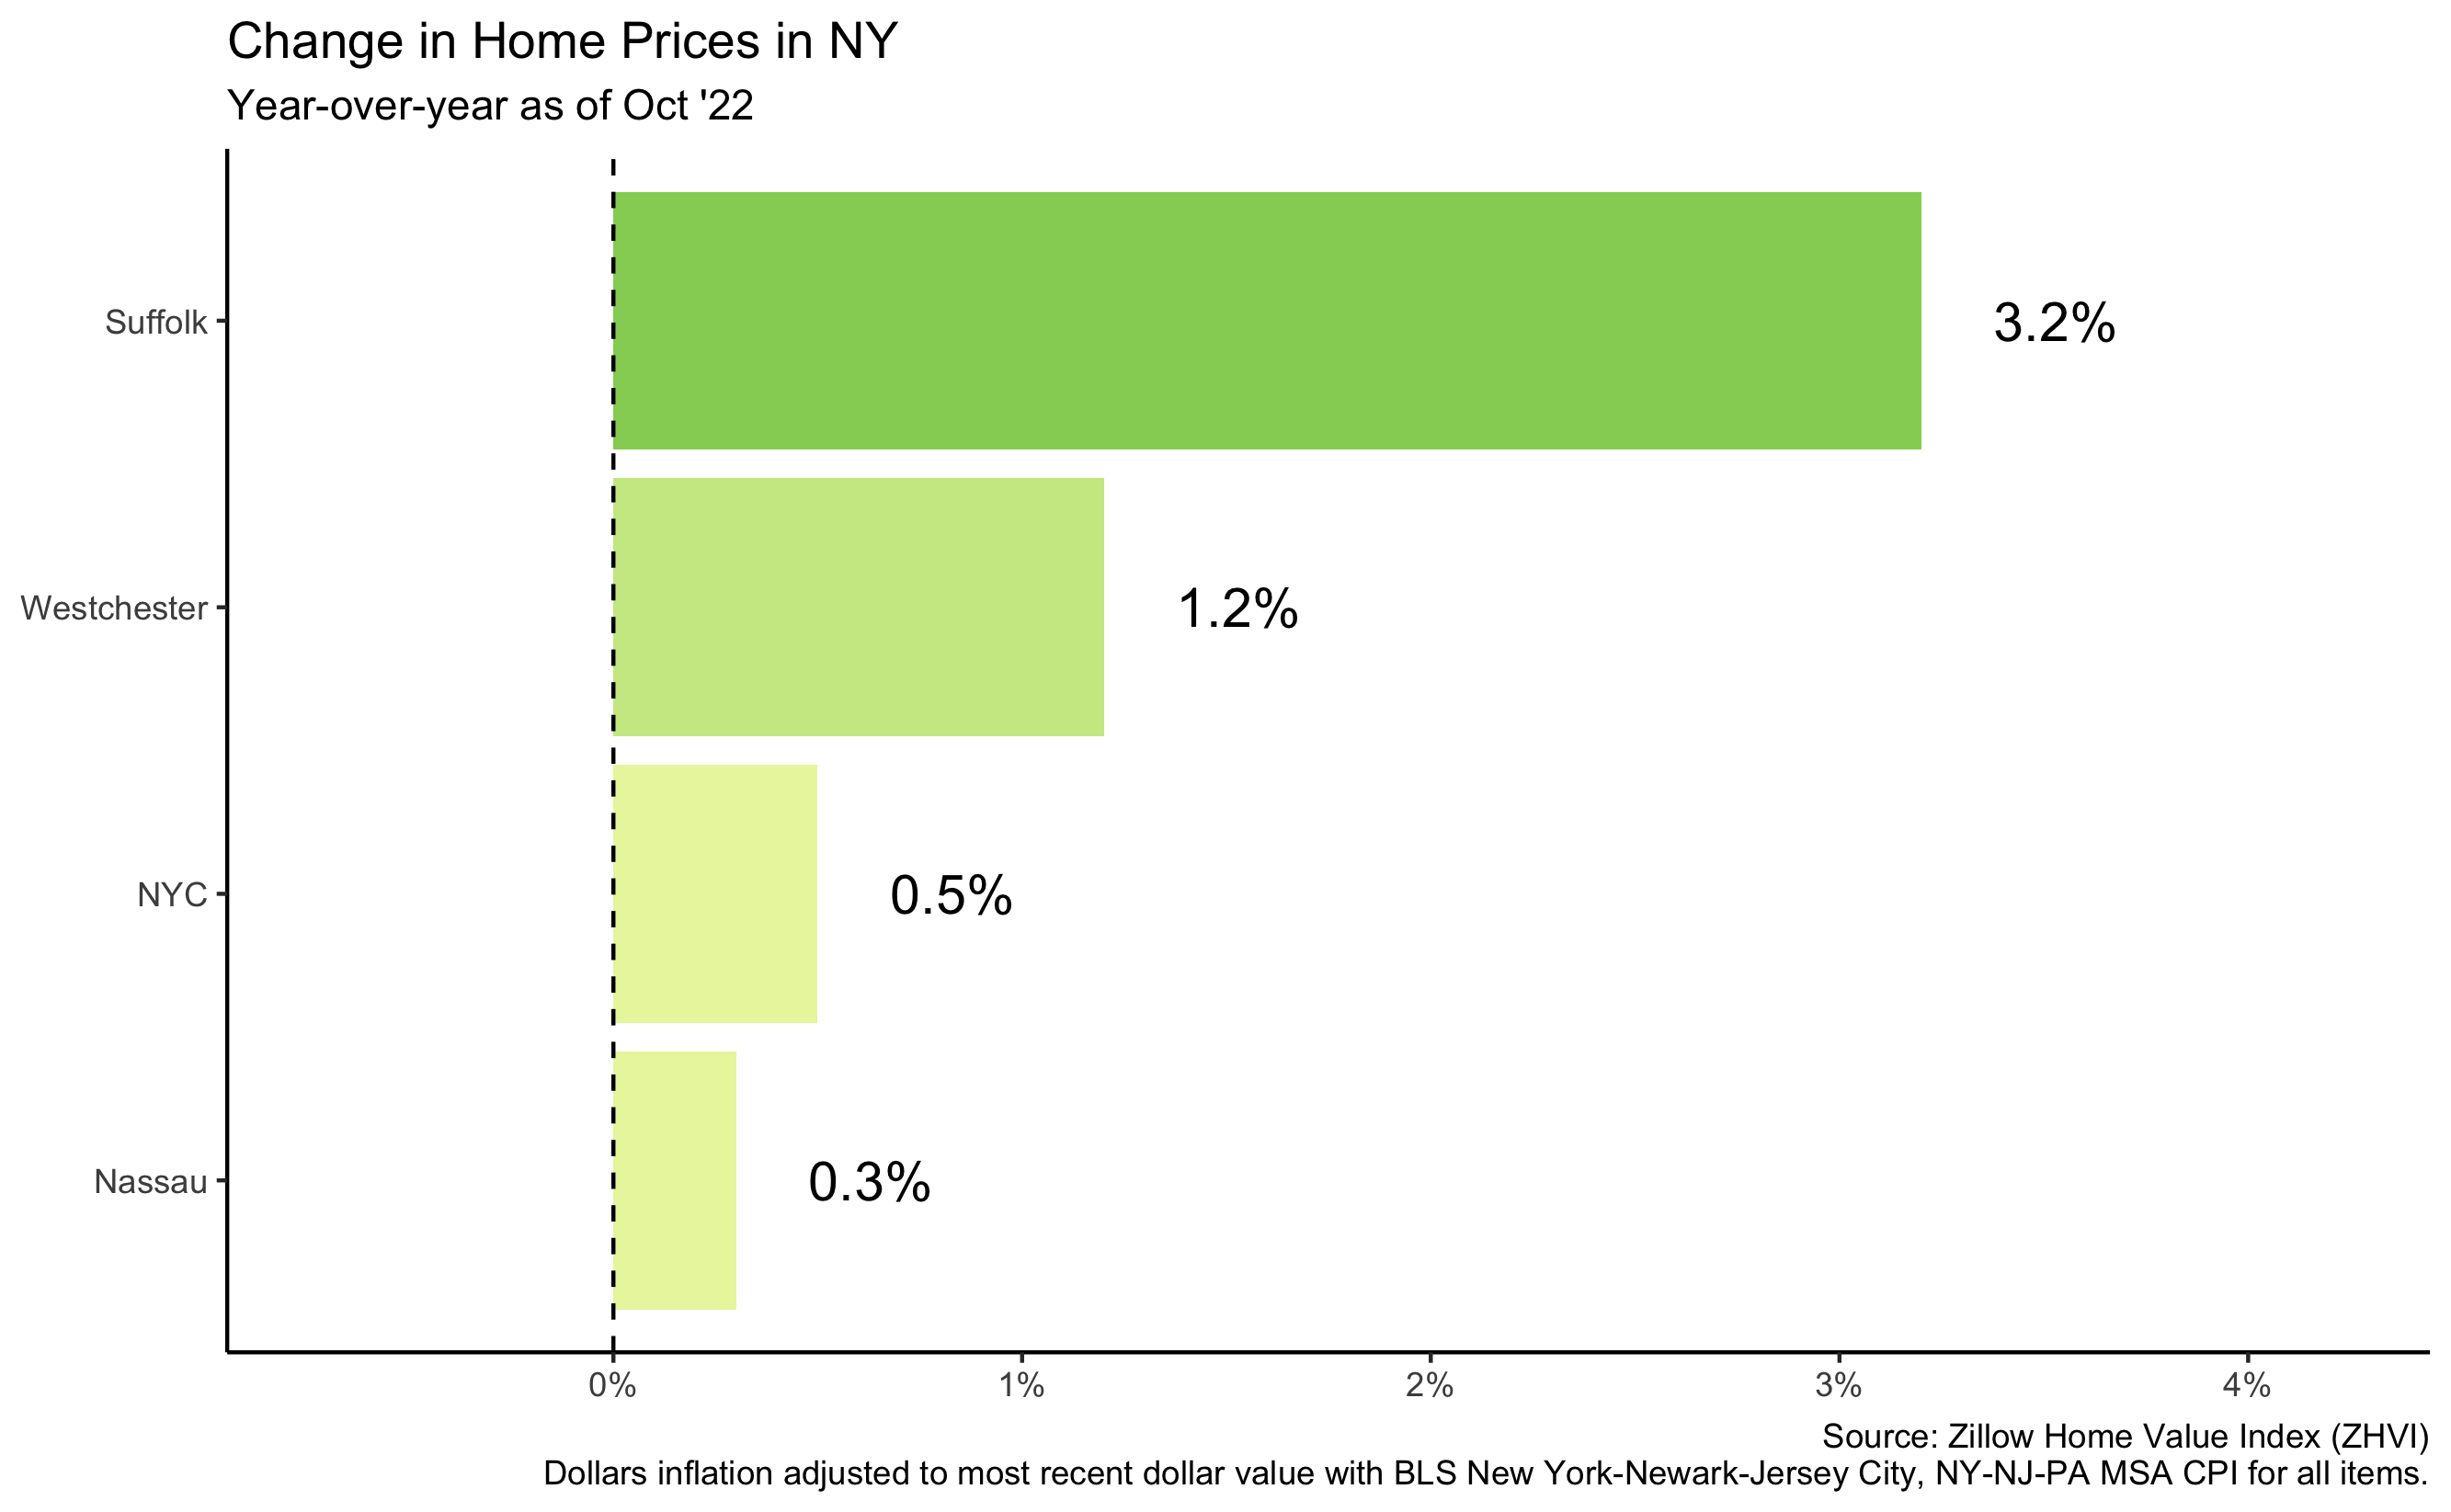 Change in Home Prices in NY
Year-over-year as of Oct '22
Suffolk
3.2%
Westchester
1.2%
NYC
0.5%
Nassau
0.3%
0%
1%
2%
3%
4%
Source: Zillow Home Value Index (ZHVI)
Dollars inflation adjusted to most recent dollar value with BLS New York-Newark-Jersey City, NY-NJ-PA MSA CPI for all items.